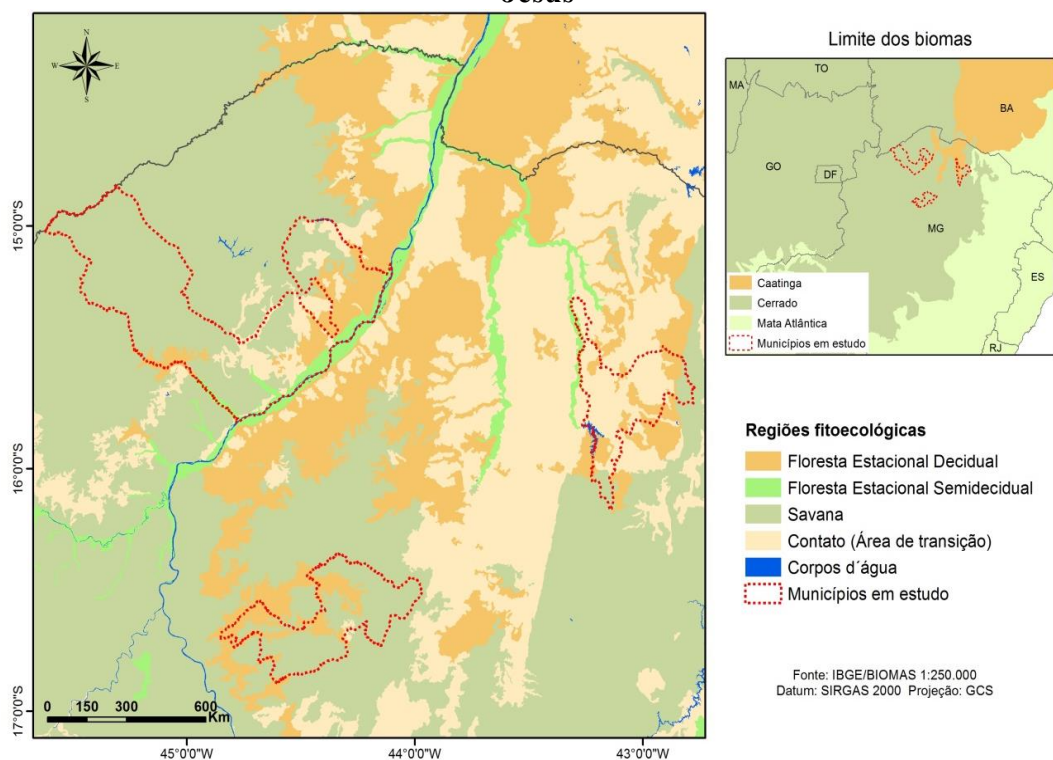 Jesus
N
W
E
S
15°0'0"S
16°0'0"S
17°0'0"S
0 150 300 600
Km
45°0'0"W
44°0'0"W
43°0'0"W
Limite dos biomas
TO
MA
BA
GO
DF
MG
ES
RJ
Caatinga
Cerrado
Mata Atlântica
Municípios em estudo
Regiões fitoecológicas
Floresta Estacional Decidual
Floresta Estacional Semidecidual
Savana
Contato (Área de transição)
Corpos d´água
Municípios em estudo
Fonte: IBGE/BIOMAS 1:250.000
Datum: SIRGAS 2000 Projeção: GCS